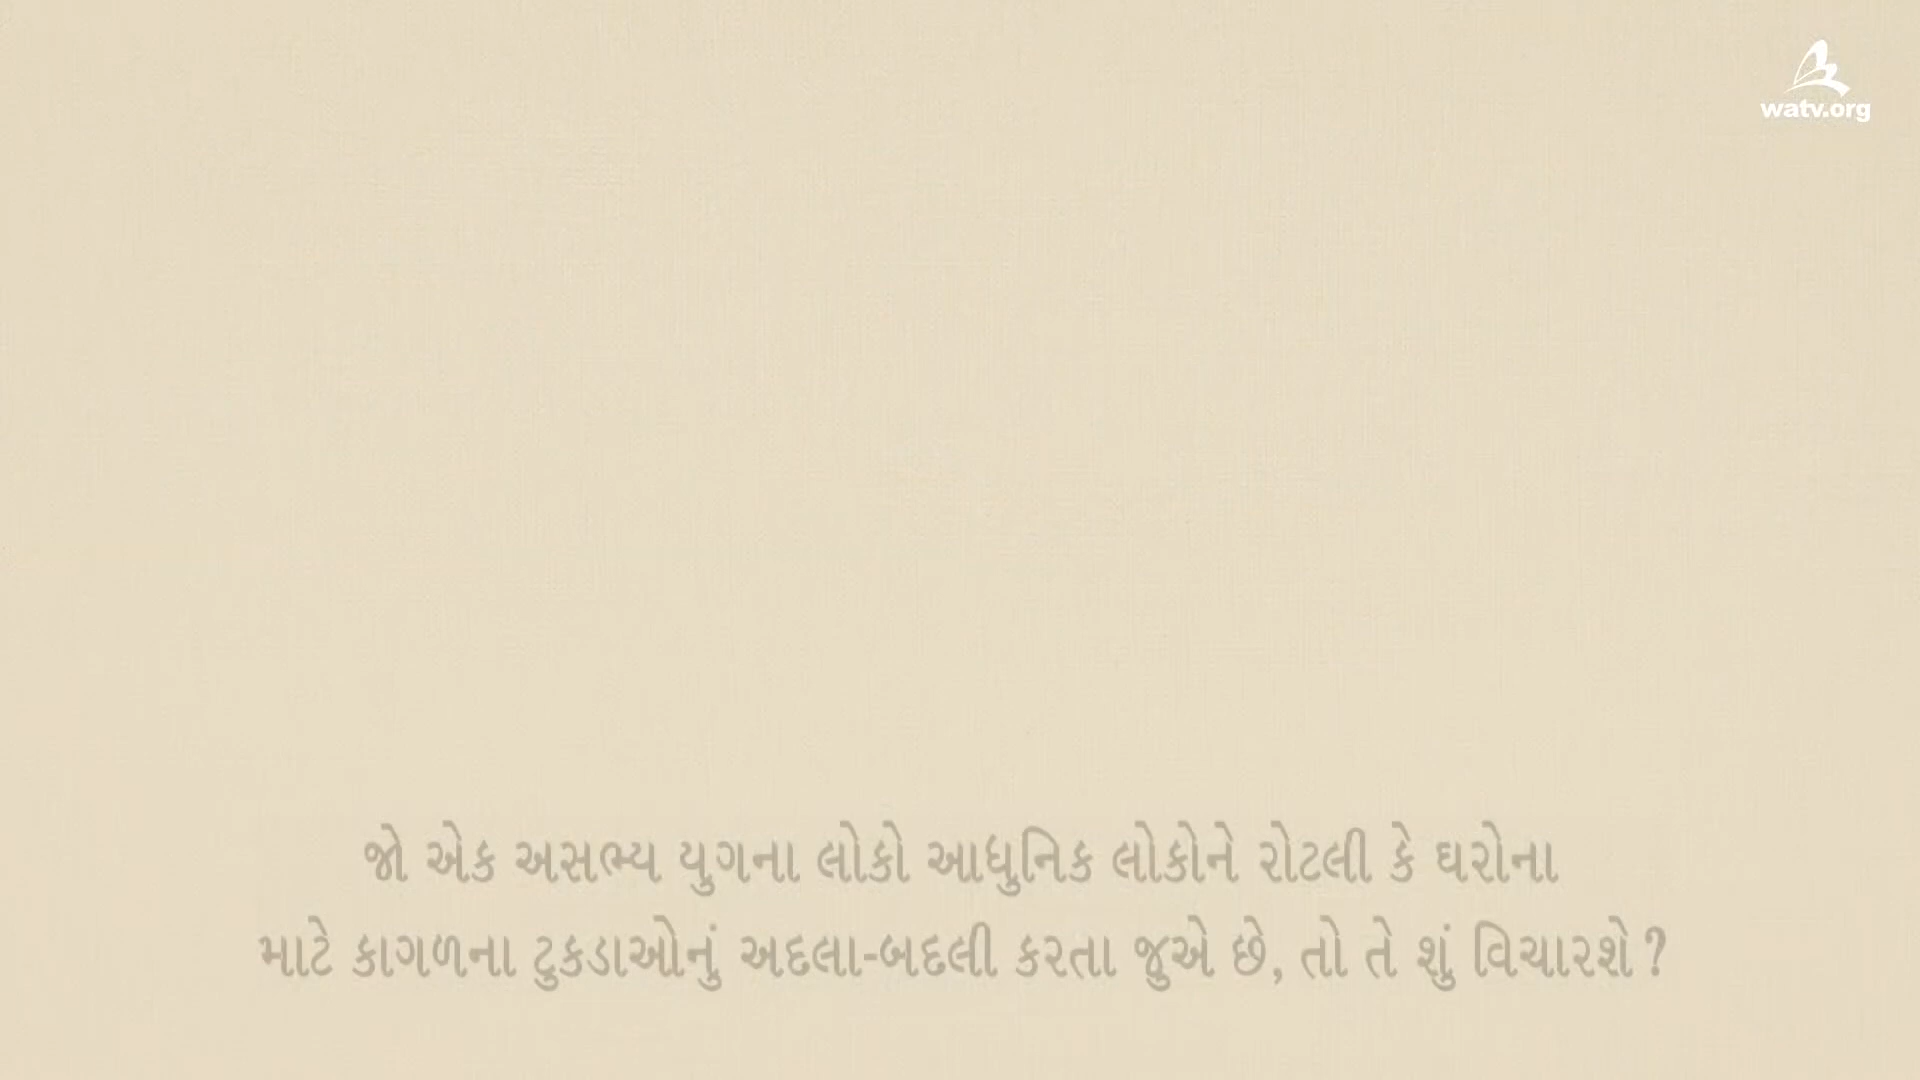 watv.org
જો એક અસભ્ય યુગના લોકો આધુનિક લોકોને રોટલી કે ઘરોના
માટે કાગળના ટુકડાઓનું અદલા-બદલી કરતા જુએ છે, તો તે શું વિચારશે?